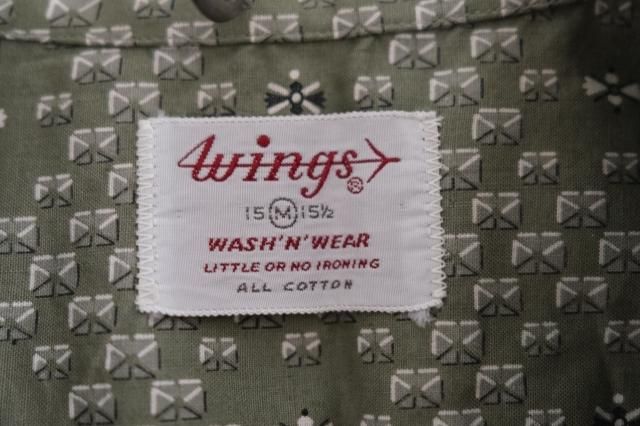 Wings®
15 M 15½
WASH'N'WEAR
LITTLE OR NO IRONING
ALL COTTON